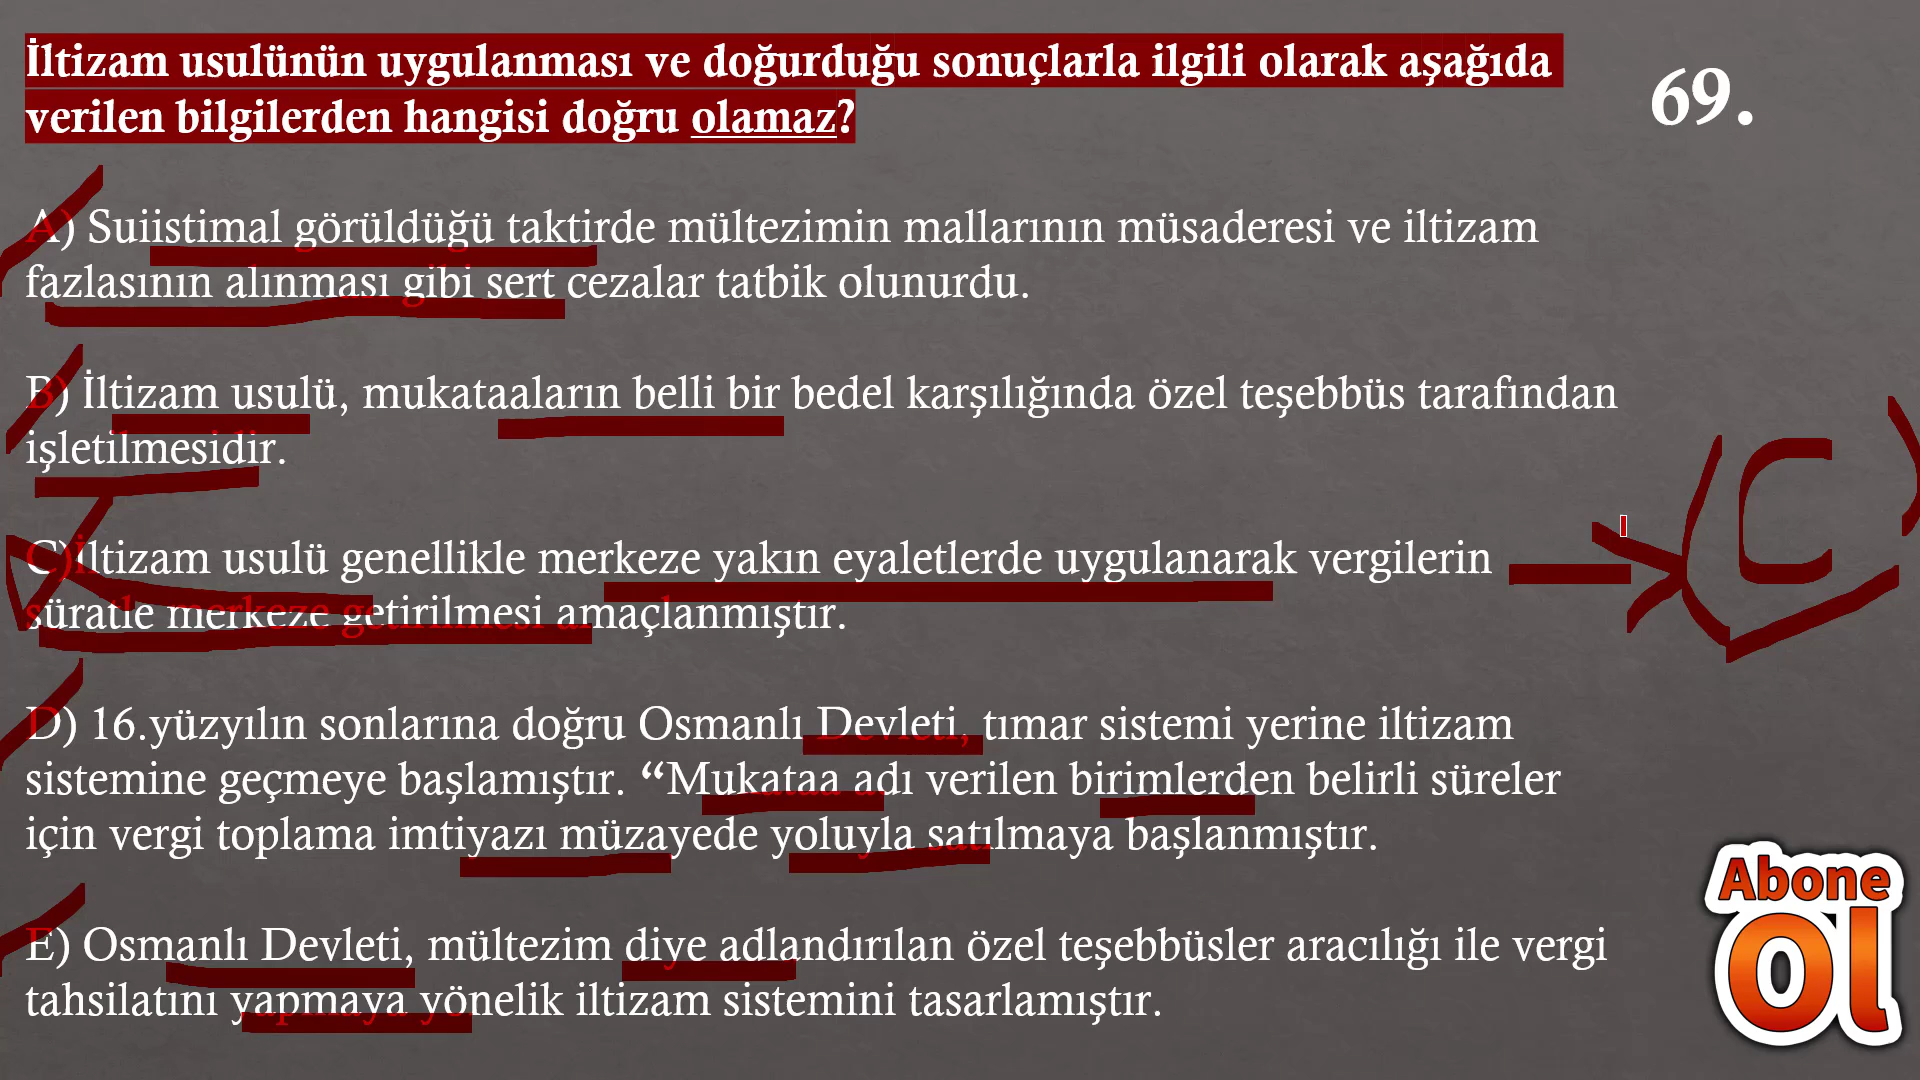 İltizam usulünün uygulanması ve doğurduğu sonuçlarla ilgili olarak aşağıda
verilen bilgilerden hangisi doğru olamaz?
69.
A) Suiistimal görüldüğü taktirde mültezimin mallarının müsaderesi ve iltizam
fazlasının alınması gibi sert cezalar tatbik olunurdu.
B) İltizam usulü, mukataaların belli bir bedel karşılığında özel teşebbüs tarafından
işletilmesidir.
C)İltizam usulü genellikle merkeze yakın eyaletlerde uygulanarak vergilerin
süratle merkeze getirilmesi amaçlanmıştır.
C
D) 16.yüzyılın sonlarına doğru Osmanlı Devleti, tımar sistemi yerine iltizam
sistemine geçmeye başlamıştır. “Mukataa adı verilen birimlerden belirli süreler
için vergi toplama imtiyazı müzayede yoluyla satılmaya başlanmıştır.
E) Osmanlı Devleti, mültezim diye adlandırılan özel teşebbüsler aracılığı ile vergi
tahsilatını yapmaya yönelik iltizam sistemini tasarlamıştır.
Abone
Ol